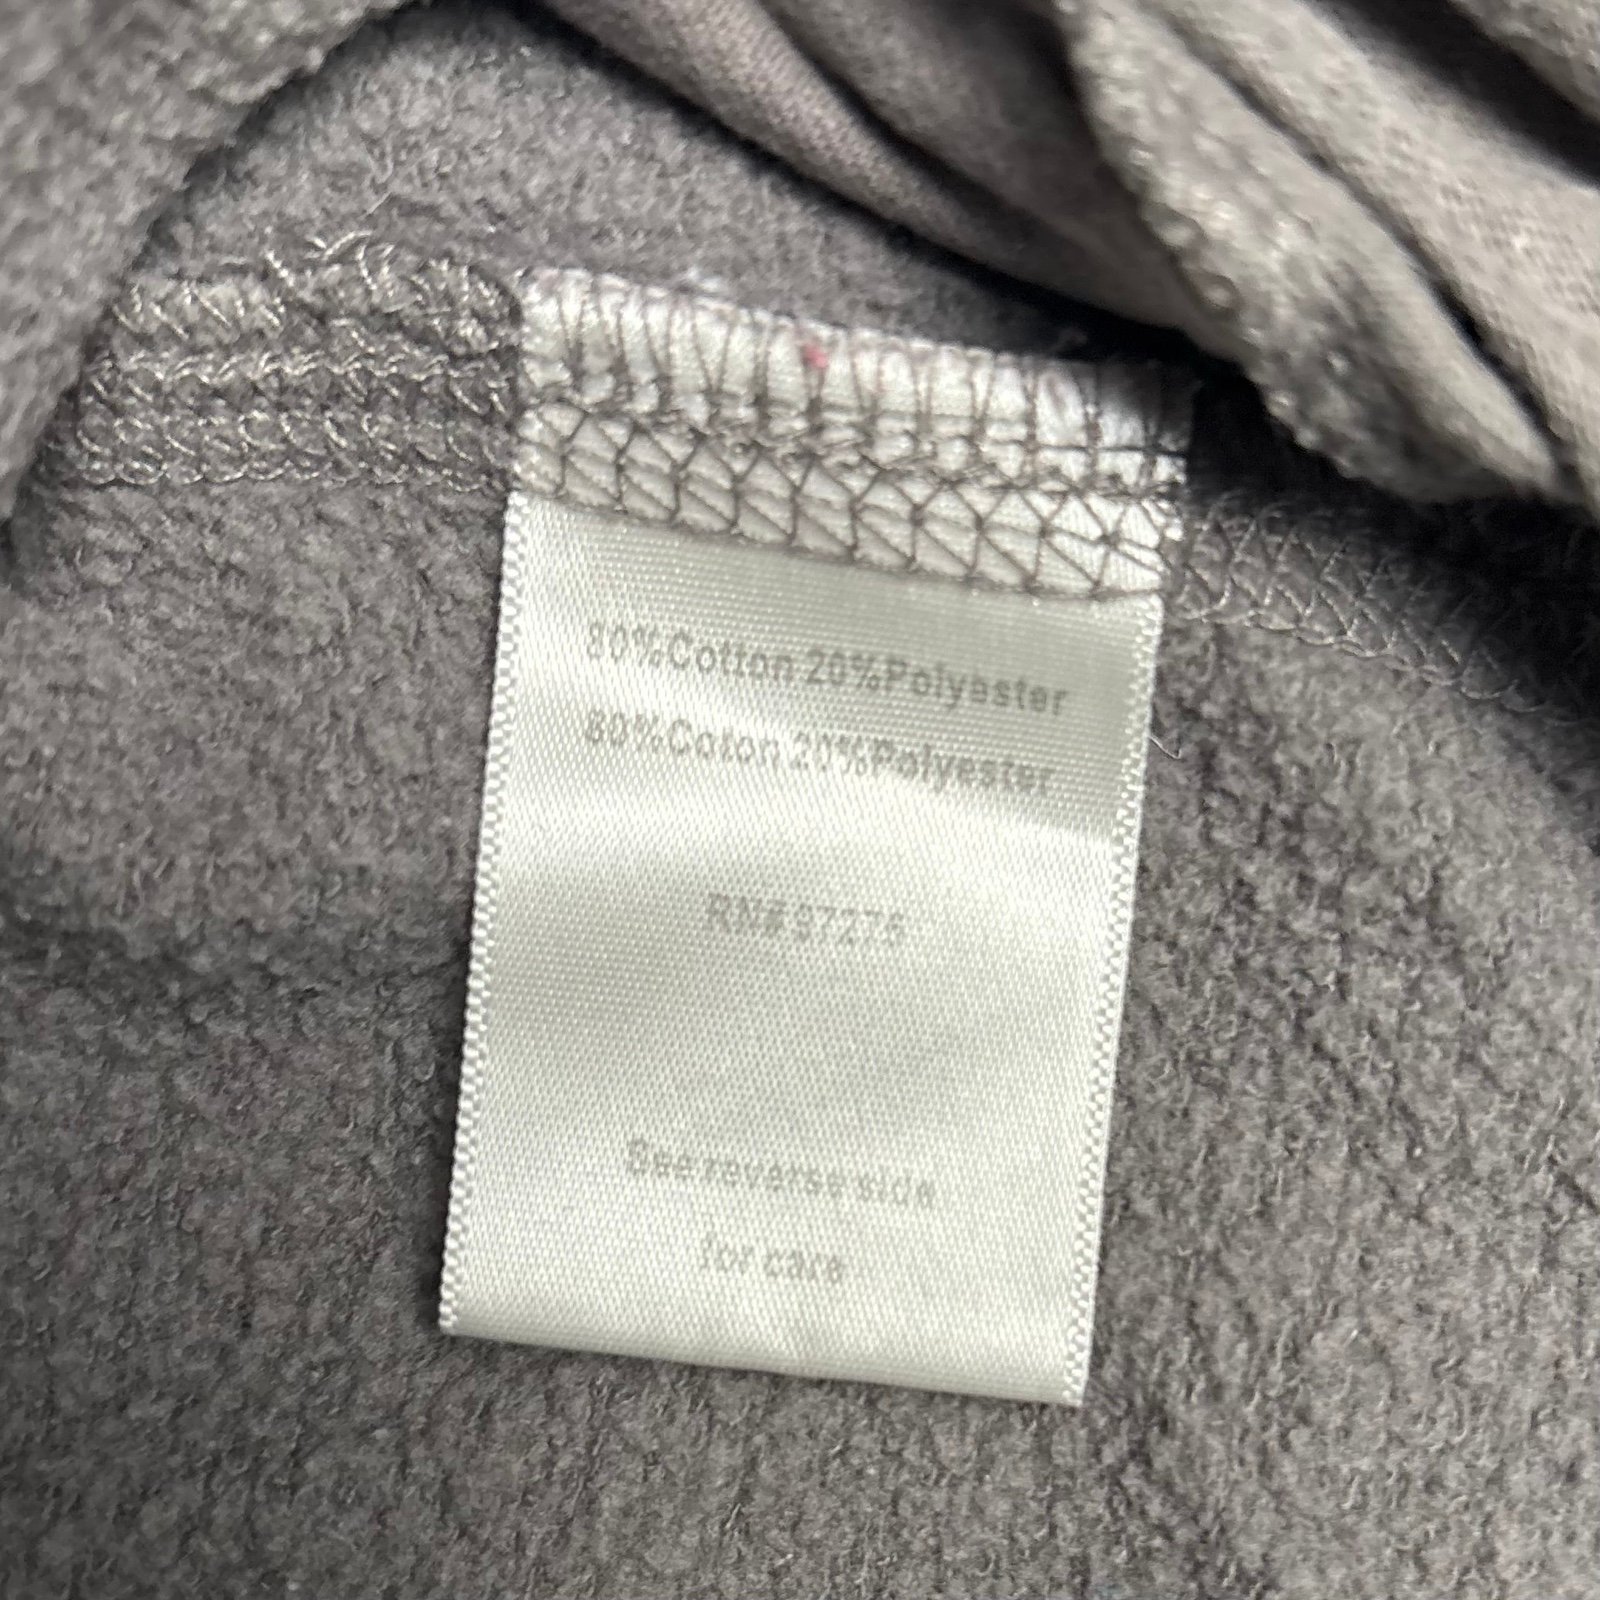 80%Cotton 20%Polyester
80%Coton 20%Polyester
RN# 97275
See reverse side
for care